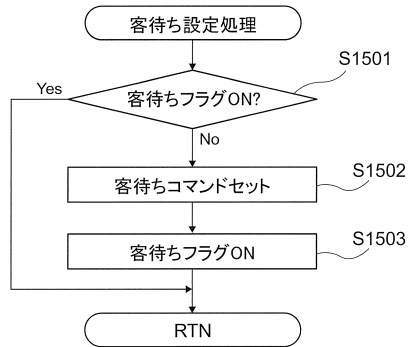 客待ち設定処理
S1501
客待ちフラグON?
Yes
No
S1502
客待ちコマンドセット
S1503
客待ちフラグON
RTN